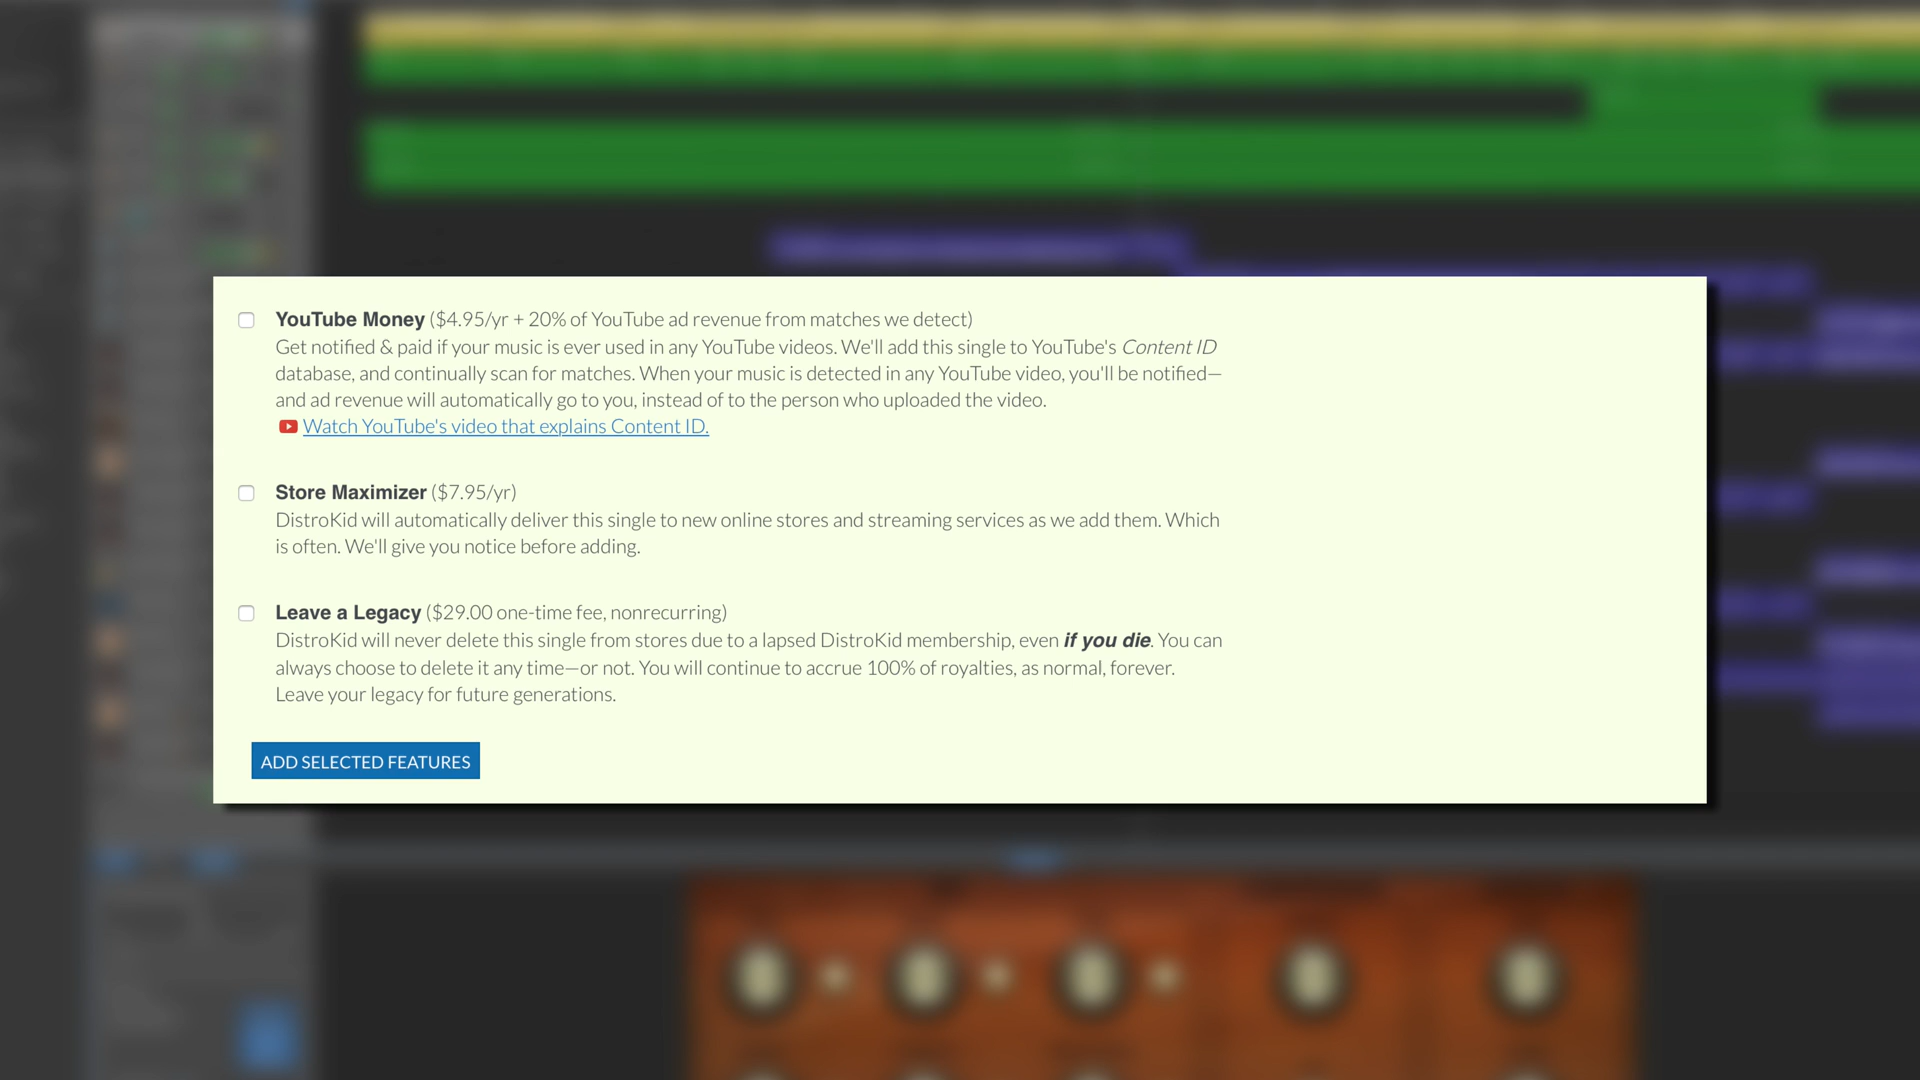 YouTube Money ($4.95/yr + 20% of YouTube ad revenue from matches we detect)
Get notified & paid if your music is ever used in any YouTube videos. We'll add this single to YouTube's Content ID
database, and continually scan for matches. When your music is detected in any YouTube video, you'll be notified—
and ad revenue will automatically go to you, instead of to the person who uploaded the video.
Watch YouTube's video that explains Content ID.
Store Maximizer ($7.95/yr)
DistroKid will automatically deliver this single to new online stores and streaming services as we add them. Which
is often. We'll give you notice before adding.
Leave a Legacy ($29.00 one-time fee, nonrecurring)
DistroKid will never delete this single from stores due to a lapsed DistroKid membership, even if you die. You can
always choose to delete it any time—or not. You will continue to accrue 100% of royalties, as normal, forever.
Leave your legacy for future generations.
ADD SELECTED FEATURES